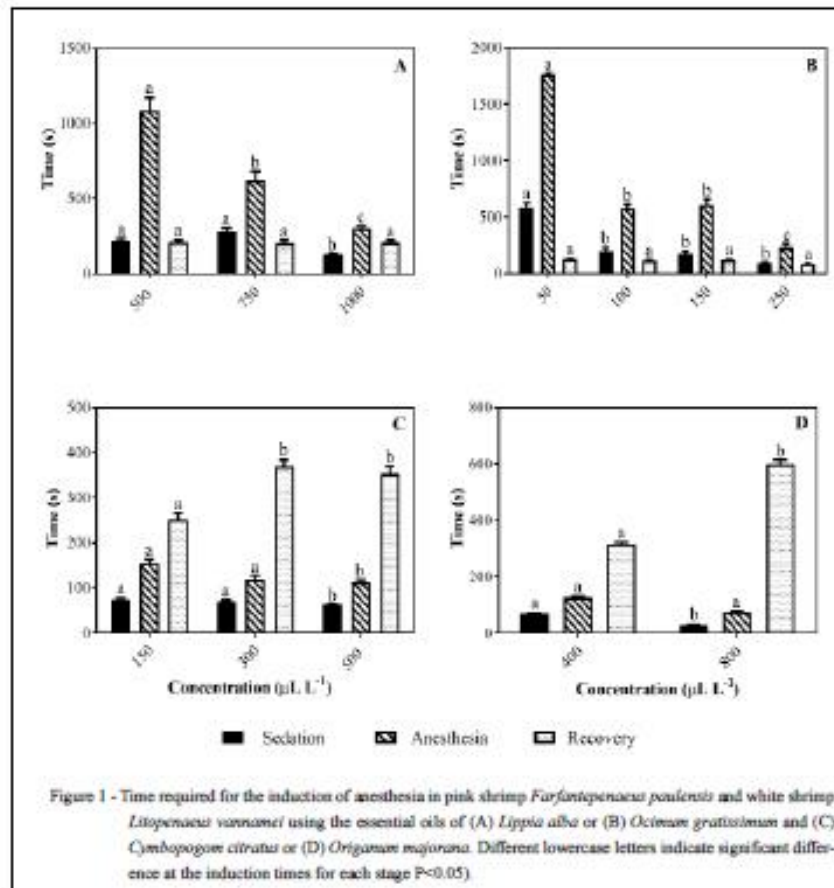 A
1500
1000
500
0
Time (s)
a
a
a
a
b
a
b
c
a
500
750
1000
B
2000
1500
1000
500
0
Time (s)
a
a
a
b
b
a
b
b
a
b
c
a
50
100
150
250
C
500
400
300
200
100
0
Time (s)
a
a
a
a
a
b
b
b
b
150
300
500
Concentration (µL L-1)
D
800
600
400
200
0
Time (s)
a
a
a
b
a
b
400
800
Concentration (µL L-1)
Sedation Anesthesia Recovery
Figure 1 - Time required for the induction of anesthesia in pink shrimp Farfantepenaeus paulensis and white shrimp
Litopenaeus vannamei using the essential oils of (A) Lippia alba or (B) Ocimum gratissimum and (C)
Cymbopogom citratus or (D) Origanum majorana. Different lowercase letters indicate significant differ-
ence at the induction times for each stage P<0.05).